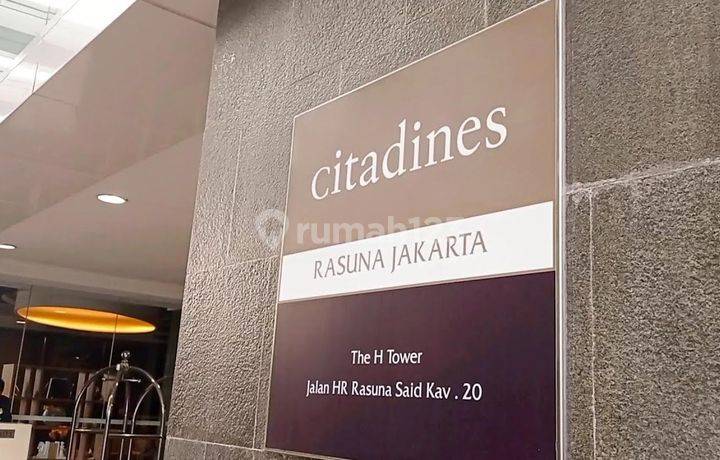 citadines
rumah123
RASUNA JAKARTA
The H Tower
Jalan HR Rasuna Said Kav . 20